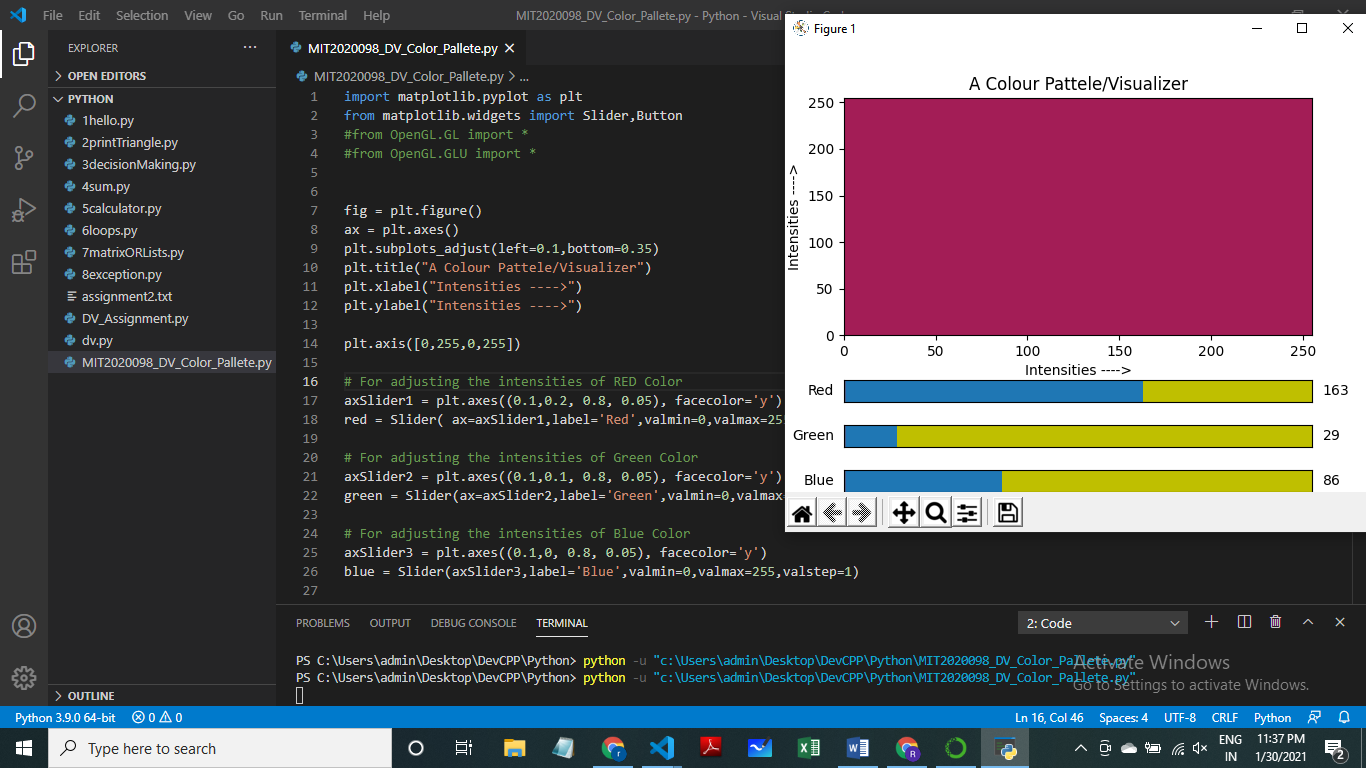 File Edit Selection View Go Run Terminal Help
MIT2020098_DV_Color_Pallete.py - Python - Visual
EXPLORER
OPEN EDITORS
PYTHON
1hello.py
2printTriangle.py
3decisionMaking.py
4sum.py
5calculator.py
6loops.py
7matrixORLists.py
8exception.py
assignment2.txt
DV_Assignment.py
dv.py
MIT2020098_DV_Color_Pallete.py
OUTLINE
MIT2020098_DV_Color_Pallete.py
MIT2020098_DV_Color_Pallete.py > ...
1 import matplotlib.pyplot as plt
2 from matplotlib.widgets import Slider,Button
3 #from OpenGL.GL import *
4 #from OpenGL.GLU import *
5
6
7 fig = plt.figure()
8 ax = plt.axes()
9 plt.subplots_adjust(left=0.1,bottom=0.35)
10 plt.title("A Colour Pattele/Visualizer")
11 plt.xlabel("Intensities ---->")
12 plt.ylabel("Intensities ---->")
13
14 plt.axis([0,255,0,255])
15
16 # For adjusting the intensities of RED Color
17 axSlider1 = plt.axes((0.1,0.2, 0.8, 0.05), facecolor='y')
18 red = Slider( ax=axSlider1,label='Red',valmin=0,valmax=25
19
20 # For adjusting the intensities of Green Color
21 axSlider2 = plt.axes((0.1,0.1, 0.8, 0.05), facecolor='y')
22 green = Slider(ax=axSlider2,label='Green',valmin=0,valmax=
23
24 # For adjusting the intensities of Blue Color
25 axSlider3 = plt.axes((0.1,0, 0.8, 0.05), facecolor='y')
26 blue = Slider(axSlider3,label='Blue',valmin=0,valmax=255,valstep=1)
27
Figure 1
A Colour Pattele/Visualizer
250
200
150
100
50
0
Intensities ---->
0 50 100 150 200 250
Intensities ---->
Red 163
Green 29
Blue 86
PROBLEMS OUTPUT DEBUG CONSOLE TERMINAL
2: Code
PS C:\Users\admin\Desktop\DevCPP\Python> python -u "c:\Users\admin\Desktop\DevCPP\Python\MIT2020098_DV_Color_Pallete.py"
PS C:\Users\admin\Desktop\DevCPP\Python> python -u "c:\Users\admin\Desktop\DevCPP\Python\MIT2020098_DV_Color_Pallete.py"
Activate Windows
Go to Settings to activate Windows.
Python 3.9.0 64-bit 0 0
Ln 16, Col 46 Spaces: 4 UTF-8 CRLF Python
Type here to search
ENG
IN
11:37 PM
1/30/2021
2